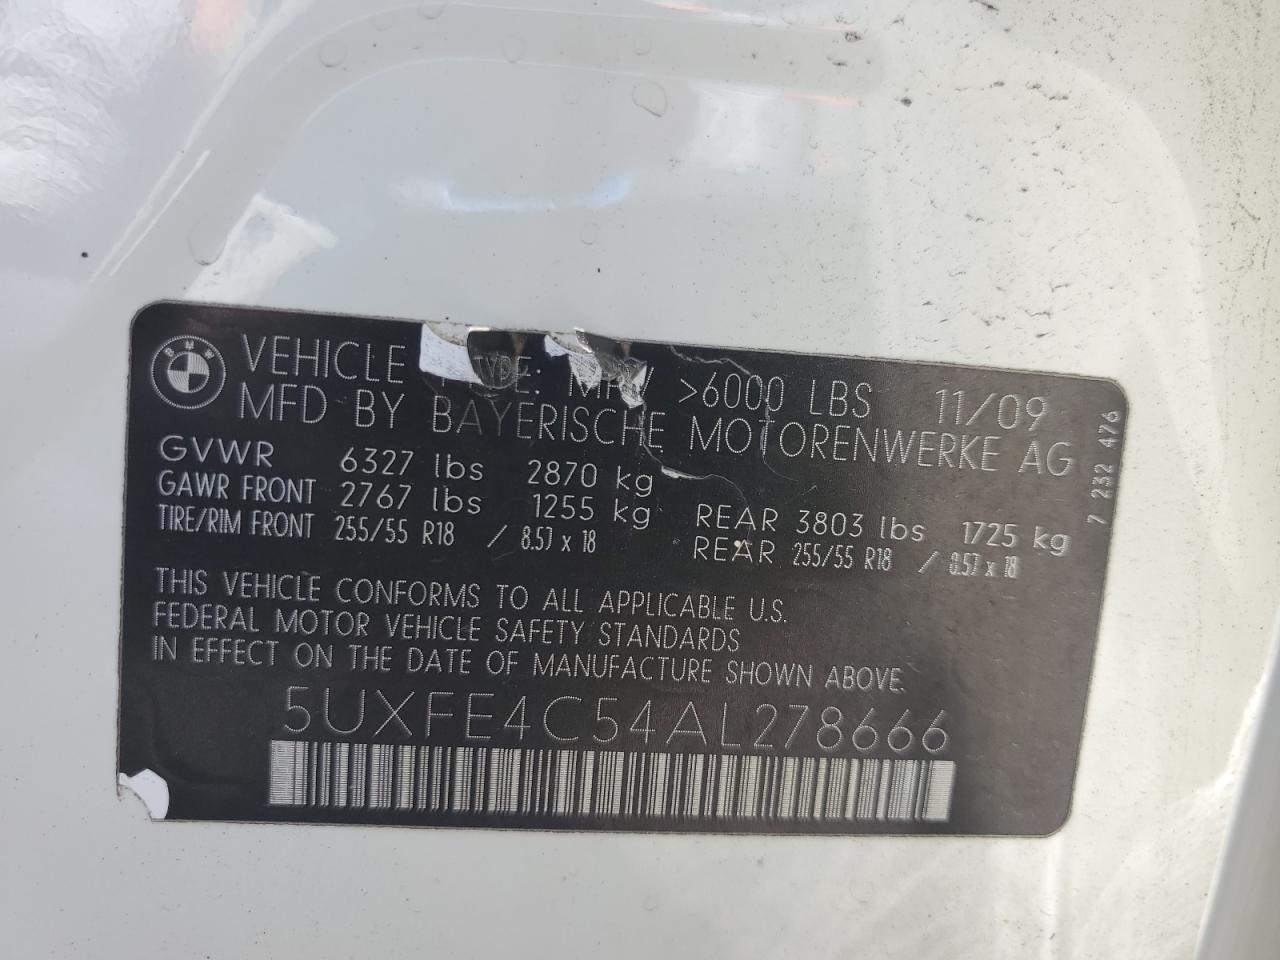 BMW
VEHICLE TYPE: MPV >6000 LBS 11/09
MFD BY BAYERISCHE MOTORENWERKE AG
GVWR 6327 lbs 2870 kg
GAWR FRONT 2767 lbs 1255 kg REAR 3803 lbs 1725 kg
TIRE/RIM FRONT 255/55 R18 / 8.5J x 18 REAR 255/55 R18 / 8.5J x 18
THIS VEHICLE CONFORMS TO ALL APPLICABLE U.S.
FEDERAL MOTOR VEHICLE SAFETY STANDARDS
IN EFFECT ON THE DATE OF MANUFACTURE SHOWN ABOVE.
5UXFE4C54AL278666
7 232 476